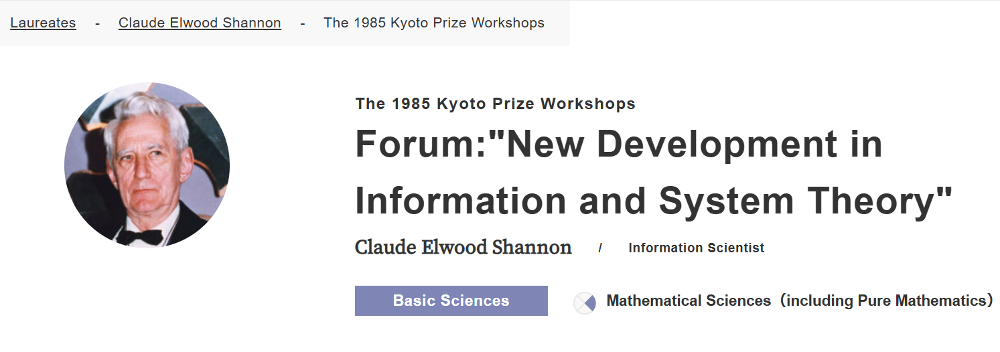 Laureates - Claude Elwood Shannon - The 1985 Kyoto Prize Workshops
The 1985 Kyoto Prize Workshops
Forum:"New Development in
Information and System Theory"
Claude Elwood Shannon / Information Scientist
Basic Sciences Mathematical Sciences（including Pure Mathematics）